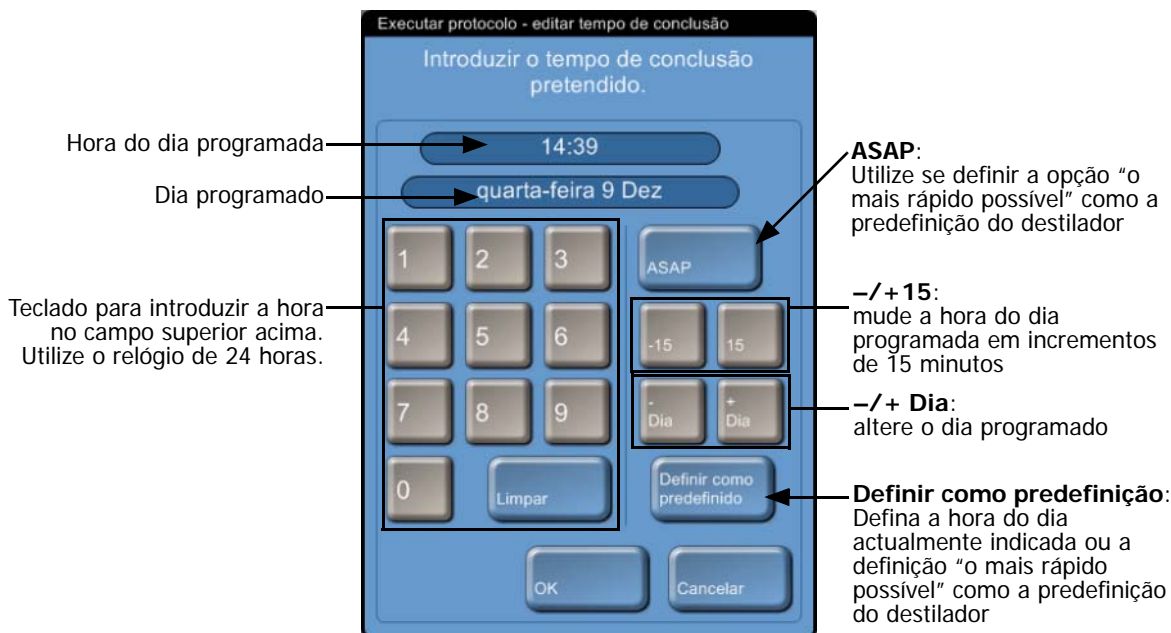 Executar protocolo - editar tempo de conclusão
Introduzir o tempo de conclusão
pretendido.
Hora do dia programada
14:39
Dia programado
quarta-feira 9 Dez
Teclado para introduzir a hora
no campo superior acima.
Utilize o relógio de 24 horas.
1 2 3
4 5 6
7 8 9
0 Limpar
ASAP
-15 15
- Dia + Dia
Definir como
predefinido
OK Cancelar
ASAP:
Utilize se definir a opção “o
mais rápido possível” como a
predefinição do destilador
–/+15:
mude a hora do dia
programada em incrementos
de 15 minutos
–/+ Dia:
altere o dia programado
Definir como predefinição:
Defina a hora do dia
actualmente indicada ou a
definição “o mais rápido
possível” como a predefinição
do destilador